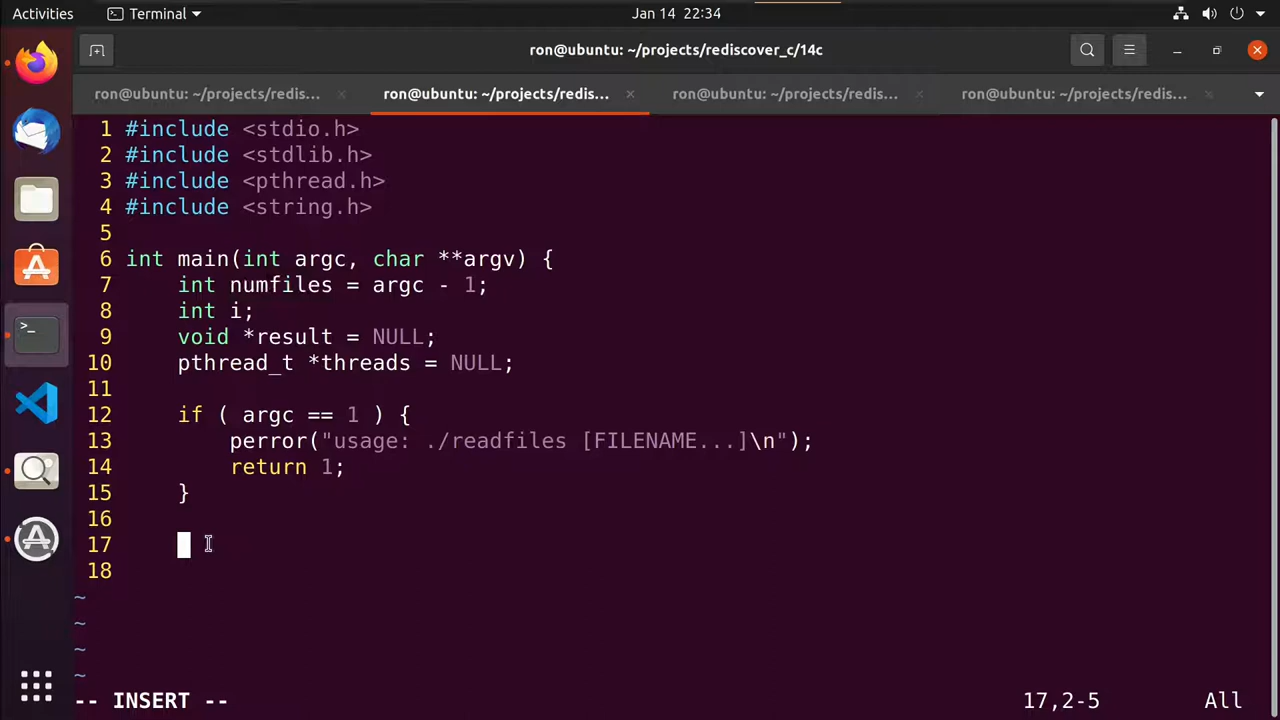 Activities
Terminal
Jan 14 22:34
ron@ubuntu: ~/projects/rediscover_c/14c
ron@ubuntu: ~/projects/redis...
ron@ubuntu: ~/projects/redis...
ron@ubuntu: ~/projects/redis...
ron@ubuntu: ~/projects/redis...
1 #include <stdio.h>
2 #include <stdlib.h>
3 #include <pthread.h>
4 #include <string.h>
5
6 int main(int argc, char **argv) {
7     int numfiles = argc - 1;
8     int i;
9     void *result = NULL;
10     pthread_t *threads = NULL;
11
12     if ( argc == 1 ) {
13         perror("usage: ./readfiles [FILENAME...]\n");
14         return 1;
15     }
16
17
18
~
~
~
~
-- INSERT --
17,2-5
All